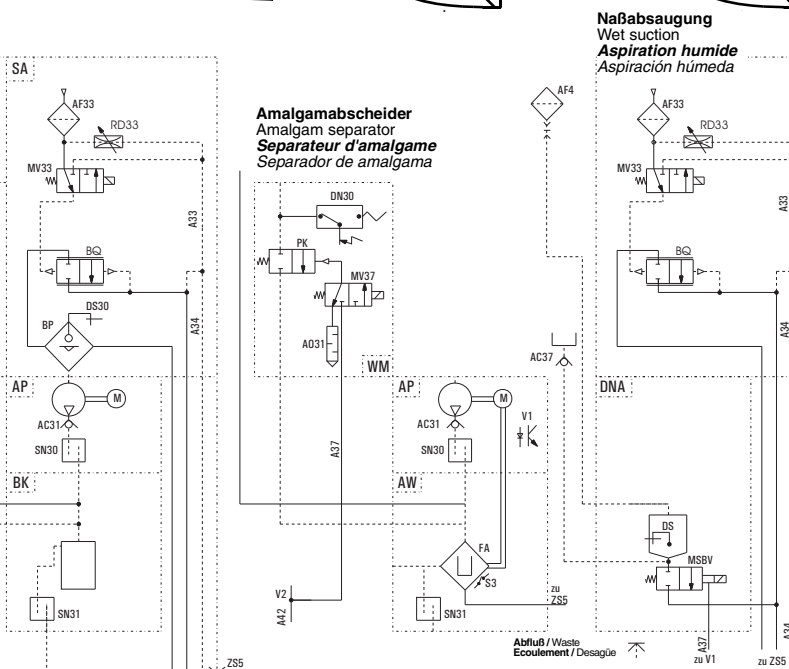 Naßabsaugung
Wet suction
Aspiration humide
Aspiración húmeda
SA
AF33
RD33
MV33
A33
BQ
DS30
BP
A34
AP
M
AC31
SN30
BK
SN31
ZS5
Amalgamabscheider
Amalgam separator
Separateur d'amalgame
Separador de amalgama
DN30
PK
MV37
A031
WM
A37
V2
A42
AP
M
AC31
SN30
V1
AW
FA
S3
SN31
zu
ZS5
AF4
AC37
Abfluß / Waste
Ecoulement / Desagüe
AF33
RD33
MV33
A33
BQ
A34
DNA
DS
MSBV
A37
zu V1
A34
zu ZS5